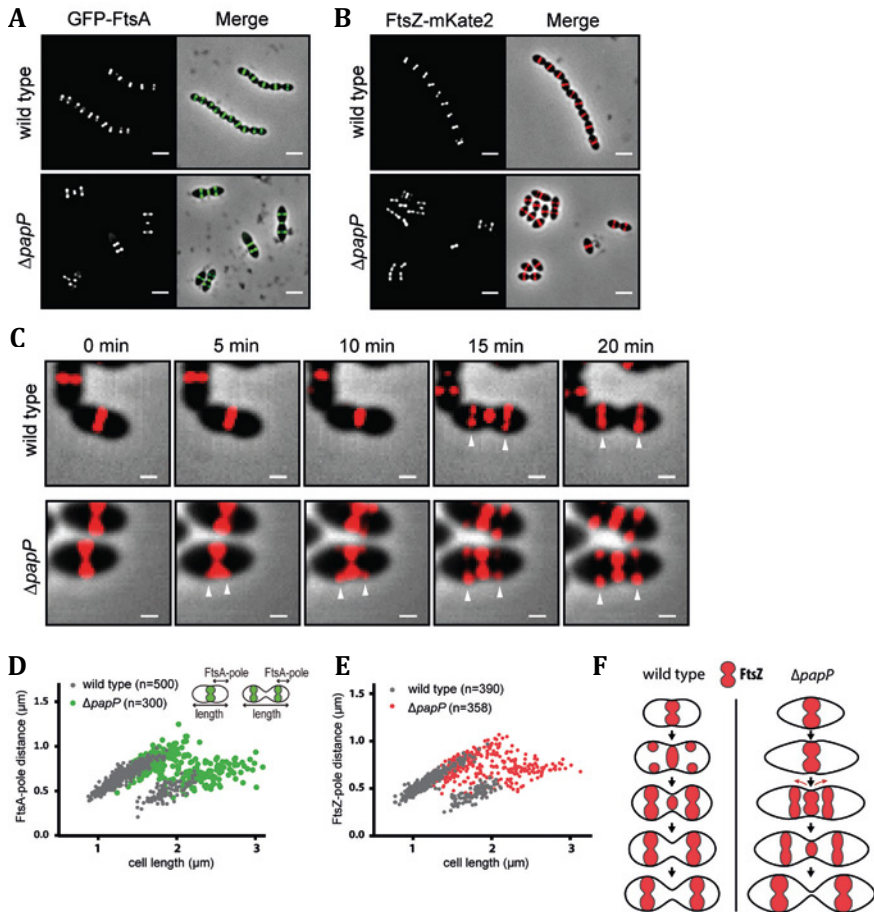 A
GFP-FtsA
Merge
B
FtsZ-mKate2
Merge
wild type
ΔpapP
wild type
ΔpapP
C
0 min
5 min
10 min
15 min
20 min
wild type
ΔpapP
D
wild type (n=500)
ΔpapP (n=300)
FtsA-pole
FtsA-pole
length
length
FtsA-pole distance (μm)
1.5
1.0
0.5
0.0
1
2
3
cell length (μm)
E
wild type (n=390)
ΔpapP (n=358)
FtsZ-pole distance (μm)
1.5
1.0
0.5
0.0
1
2
3
cell length (μm)
F
wild type
FtsZ
ΔpapP